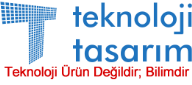 teknoloji
tasarım
Teknoloji Ürün Değildir; Bilimdir